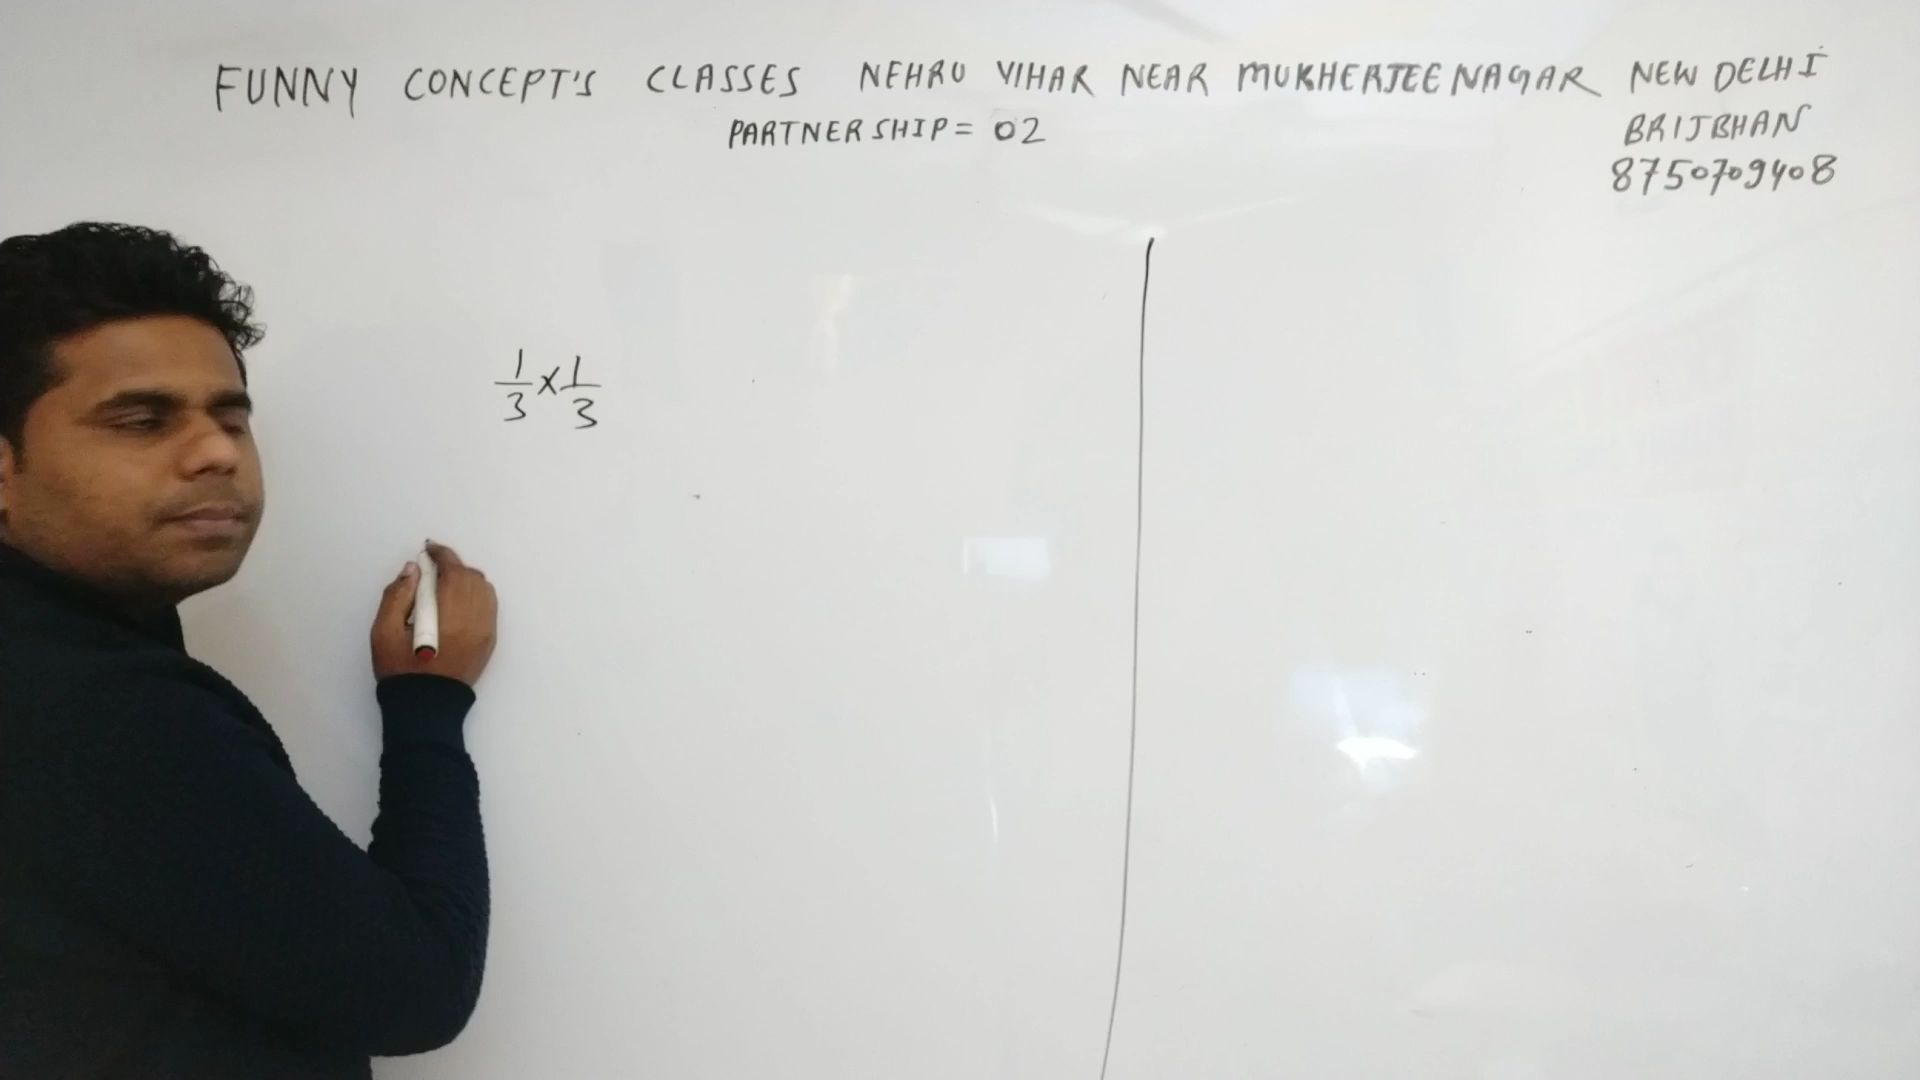 FUNNY CONCEPT'S CLASSES NEHRU VIHAR NEAR MUKHERJEE NAGAR NEW DELHI
PARTNERSHIP = 02
BRIJBHAN
8750709408
1/3 × 1/3